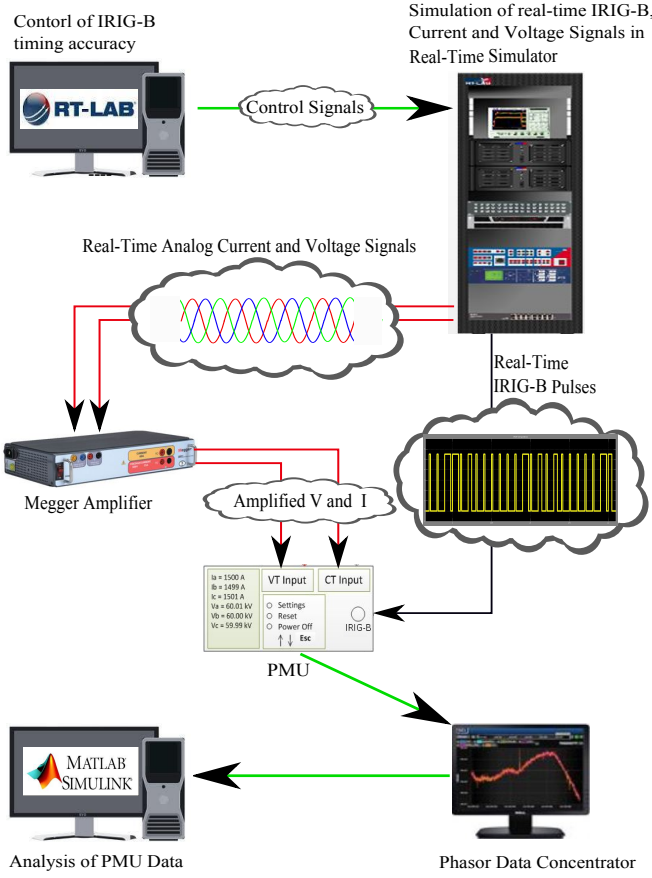 Contorl of IRIG-B
timing accuracy
Simulation of real-time IRIG-B,
Current and Voltage Signals in
Real-Time Simulator
RT-LAB
Control Signals
RT-LAB
Real-Time Analog Current and Voltage Signals
Real-Time
IRIG-B Pulses
Megger Amplifier
Amplified V and I
Ia = 1500 A
Ib = 1499 A
Ic = 1501 A
Va = 60.01 kV
Vb = 60.00 kV
Vc = 59.99 kV
VT Input
CT Input
Settings
Reset
Power Off
↑ ↓ Esc
IRIG-B
PMU
MATLAB
SIMULINK
Analysis of PMU Data
Phasor Data Concentrator